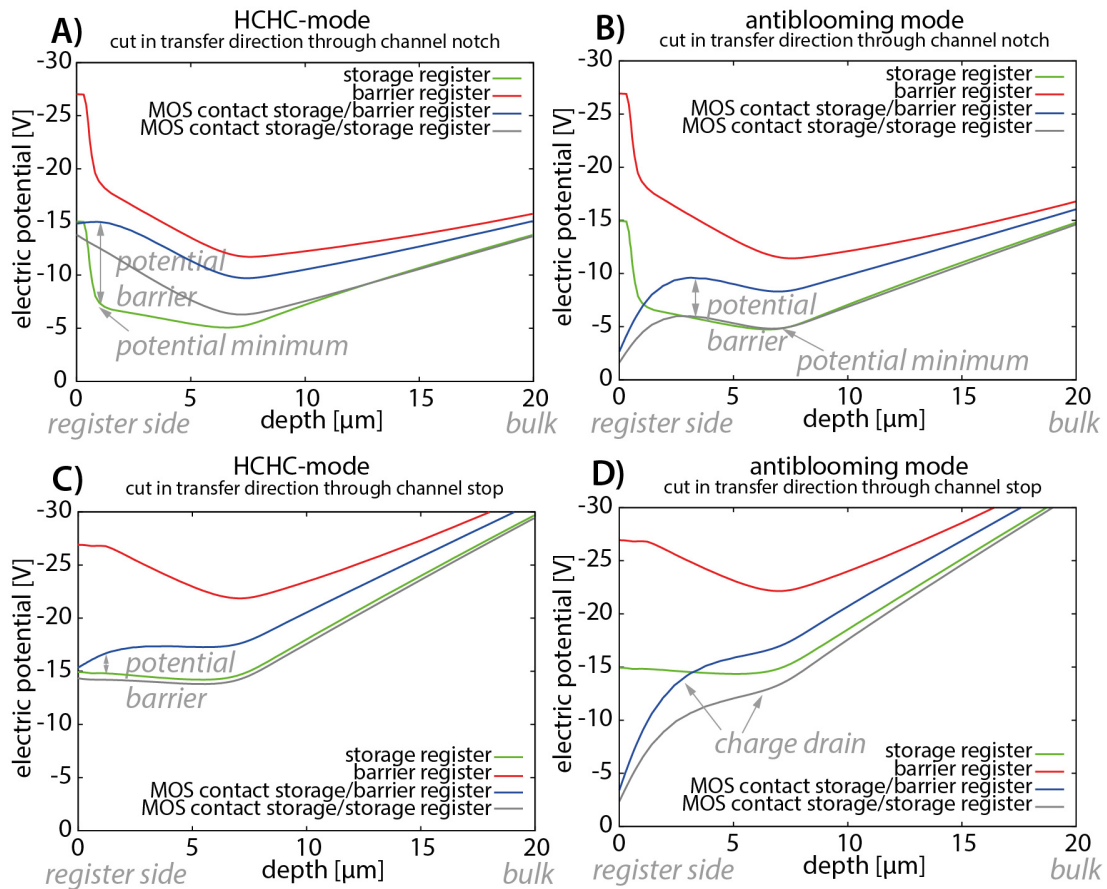 A)
HCHC-mode
cut in transfer direction through channel notch
-30
-25
-20
-15
-10
-5
0
electric potential [V]
storage register
barrier register
MOS contact storage/barrier register
MOS contact storage/storage register
potential
barrier
potential minimum
0 5 10 15 20
register side
depth [µm]
bulk
B)
antiblooming mode
cut in transfer direction through channel notch
-30
-25
-20
-15
-10
-5
0
electric potential [V]
storage register
barrier register
MOS contact storage/barrier register
MOS contact storage/storage register
potential
barrier
potential minimum
0 5 10 15 20
register side
depth [µm]
bulk
C)
HCHC-mode
cut in transfer direction through channel stop
-30
-25
-20
-15
-10
-5
0
electric potential [V]
potential
barrier
storage register
barrier register
MOS contact storage/barrier register
MOS contact storage/storage register
0 5 10 15 20
register side
depth [µm]
bulk
D)
antiblooming mode
cut in transfer direction through channel stop
-30
-25
-20
-15
-10
-5
0
electric potential [V]
charge drain
storage register
barrier register
MOS contact storage/barrier register
MOS contact storage/storage register
0 5 10 15 20
register side
depth [µm]
bulk